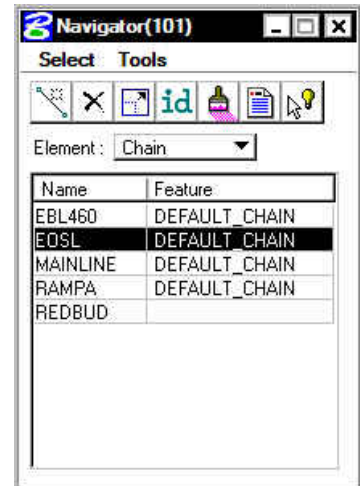 Navigator(101)
Select Tools
id
Element : Chain
Name Feature
EBL460 DEFAULT_CHAIN
EOSL DEFAULT_CHAIN
MAINLINE DEFAULT_CHAIN
RAMPA DEFAULT_CHAIN
REDBUD